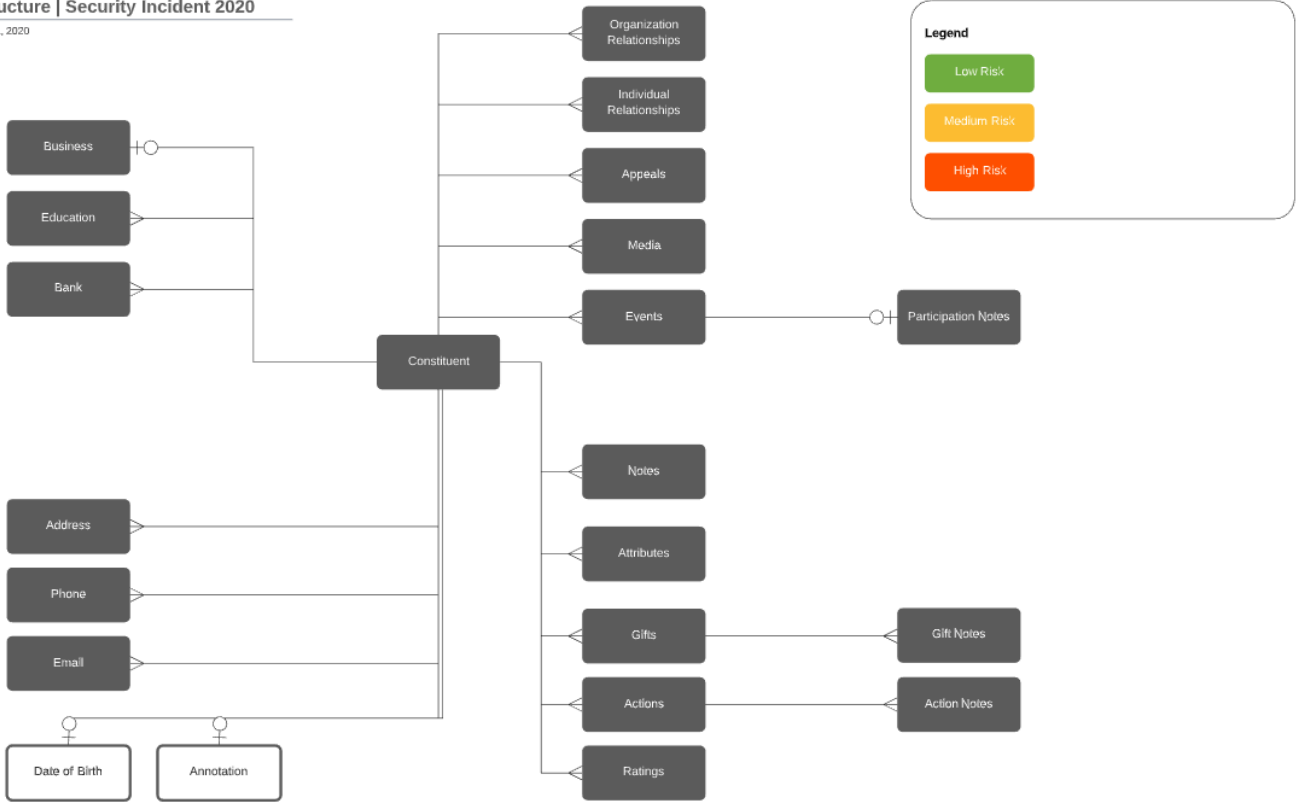 | Security Incident 2020
2020
Organization
Relationships
Legend
Low Risk
Individual
Relationships
Medium Risk
Business
High Risk
Appeals
Education
Media
Bank
Events
Participation Notes
Constituent
Notes
Address
Attributes
Phone
Gifts
Gift Notes
Email
Actions
Action Notes
Date of Birth
Annotation
Ratings